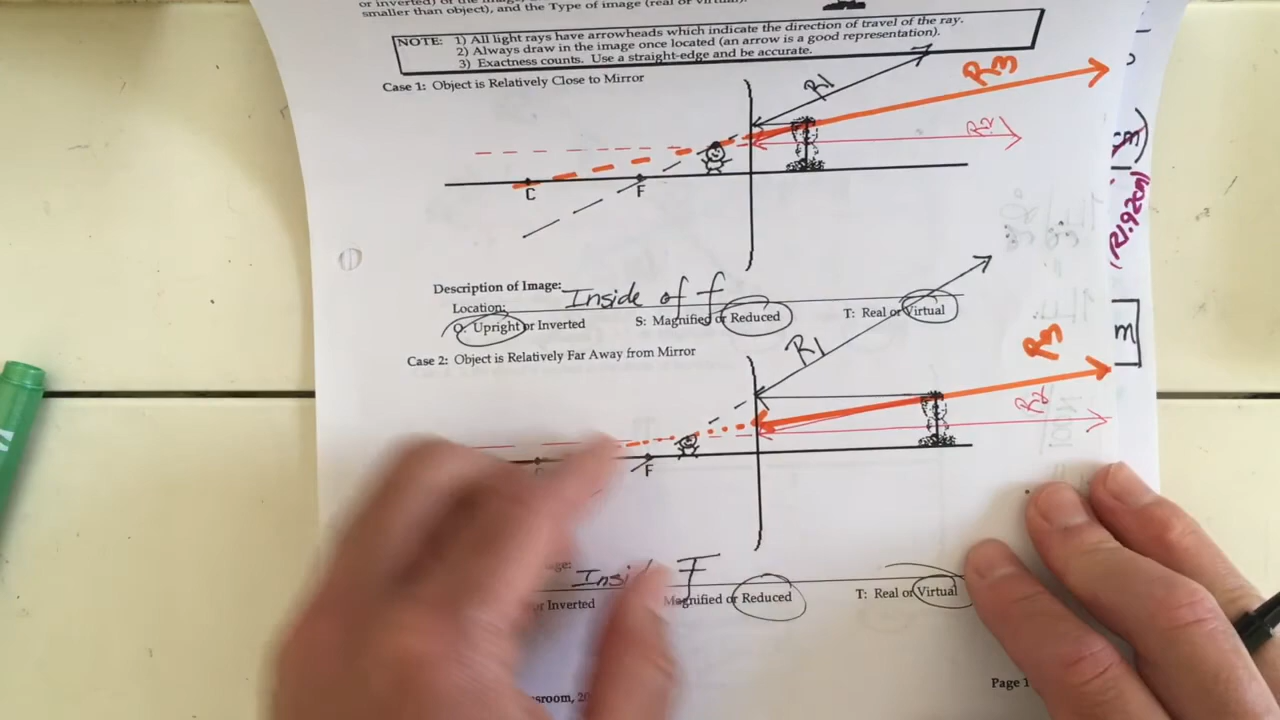 smaller than object), and the Type of image (real or
NOTE: 1) All light rays have arrowheads which indicate the direction of travel of the ray.
2) Always draw in the image once located (an arrow is a good representation).
3) Exactness counts. Use a straight-edge and be accurate.
Case 1: Object is Relatively Close to Mirror
R1
R3
R2
C
F
Description of Image:
Location: Inside of f
O: Upright or Inverted S: Magnified or Reduced T: Real or Virtual
Case 2: Object is Relatively Far Away from Mirror
R1
R3
R2
F
F
or Inverted Magnified or Reduced T: Real or Virtual
Page 1